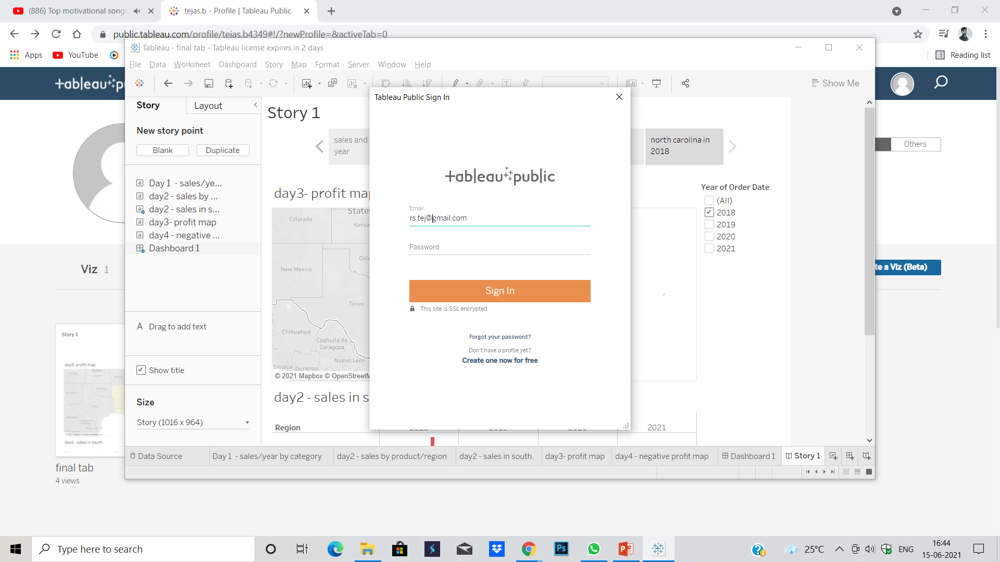 (886) Top motivational songs
tejas.b - Profile | Tableau Public
public.tableau.com/profile/tejas.b4349#!/?newProfile=&activeTab=0
Apps
YouTube
Reading list
Tableau - final tab - Tableau license expires in 2 days
File Data Worksheet Dashboard Story Map Format Server Window Help
Show Me
+ableau
Story
Layout
New story point
Blank
Duplicate
Day 1 - sales/ye...
day2 - sales by ...
day2 - sales in s...
day3- profit map
day4 - negative ...
Dashboard 1
A Drag to add text
Show title
Size
Story (1016 x 964)
Story 1
sales and
year
north carolina in
2018
day3- profit map
Colorado
Kansa
New Mexico
Texas
Chihuahua
Coahuila de
Zaragoza
Nuevo León
Sinaloa
Durango
© 2021 Mapbox © OpenStreetM
day2 - sales in s
Region
2021
Year of Order Date
(All)
2018
2019
2020
2021
Tableau Public Sign In
+ableau public
Email
rs.tej@gmail.com
Password
Sign In
This site is SSL encrypted
Forgot your password?
Don't have a profile yet?
Create one now for free
Others
te a Viz (Beta)
Viz 1
Story 1
day3- profit map
day2 - sales in south.
final tab
4 views
Data Source
Day 1 - sales/year by category
day2 - sales by product/region
day2 - sales in south.
day3- profit map
day4 - negative profit map
Dashboard 1
Story 1
Type here to search
25°C
ENG
16:44
15-06-2021